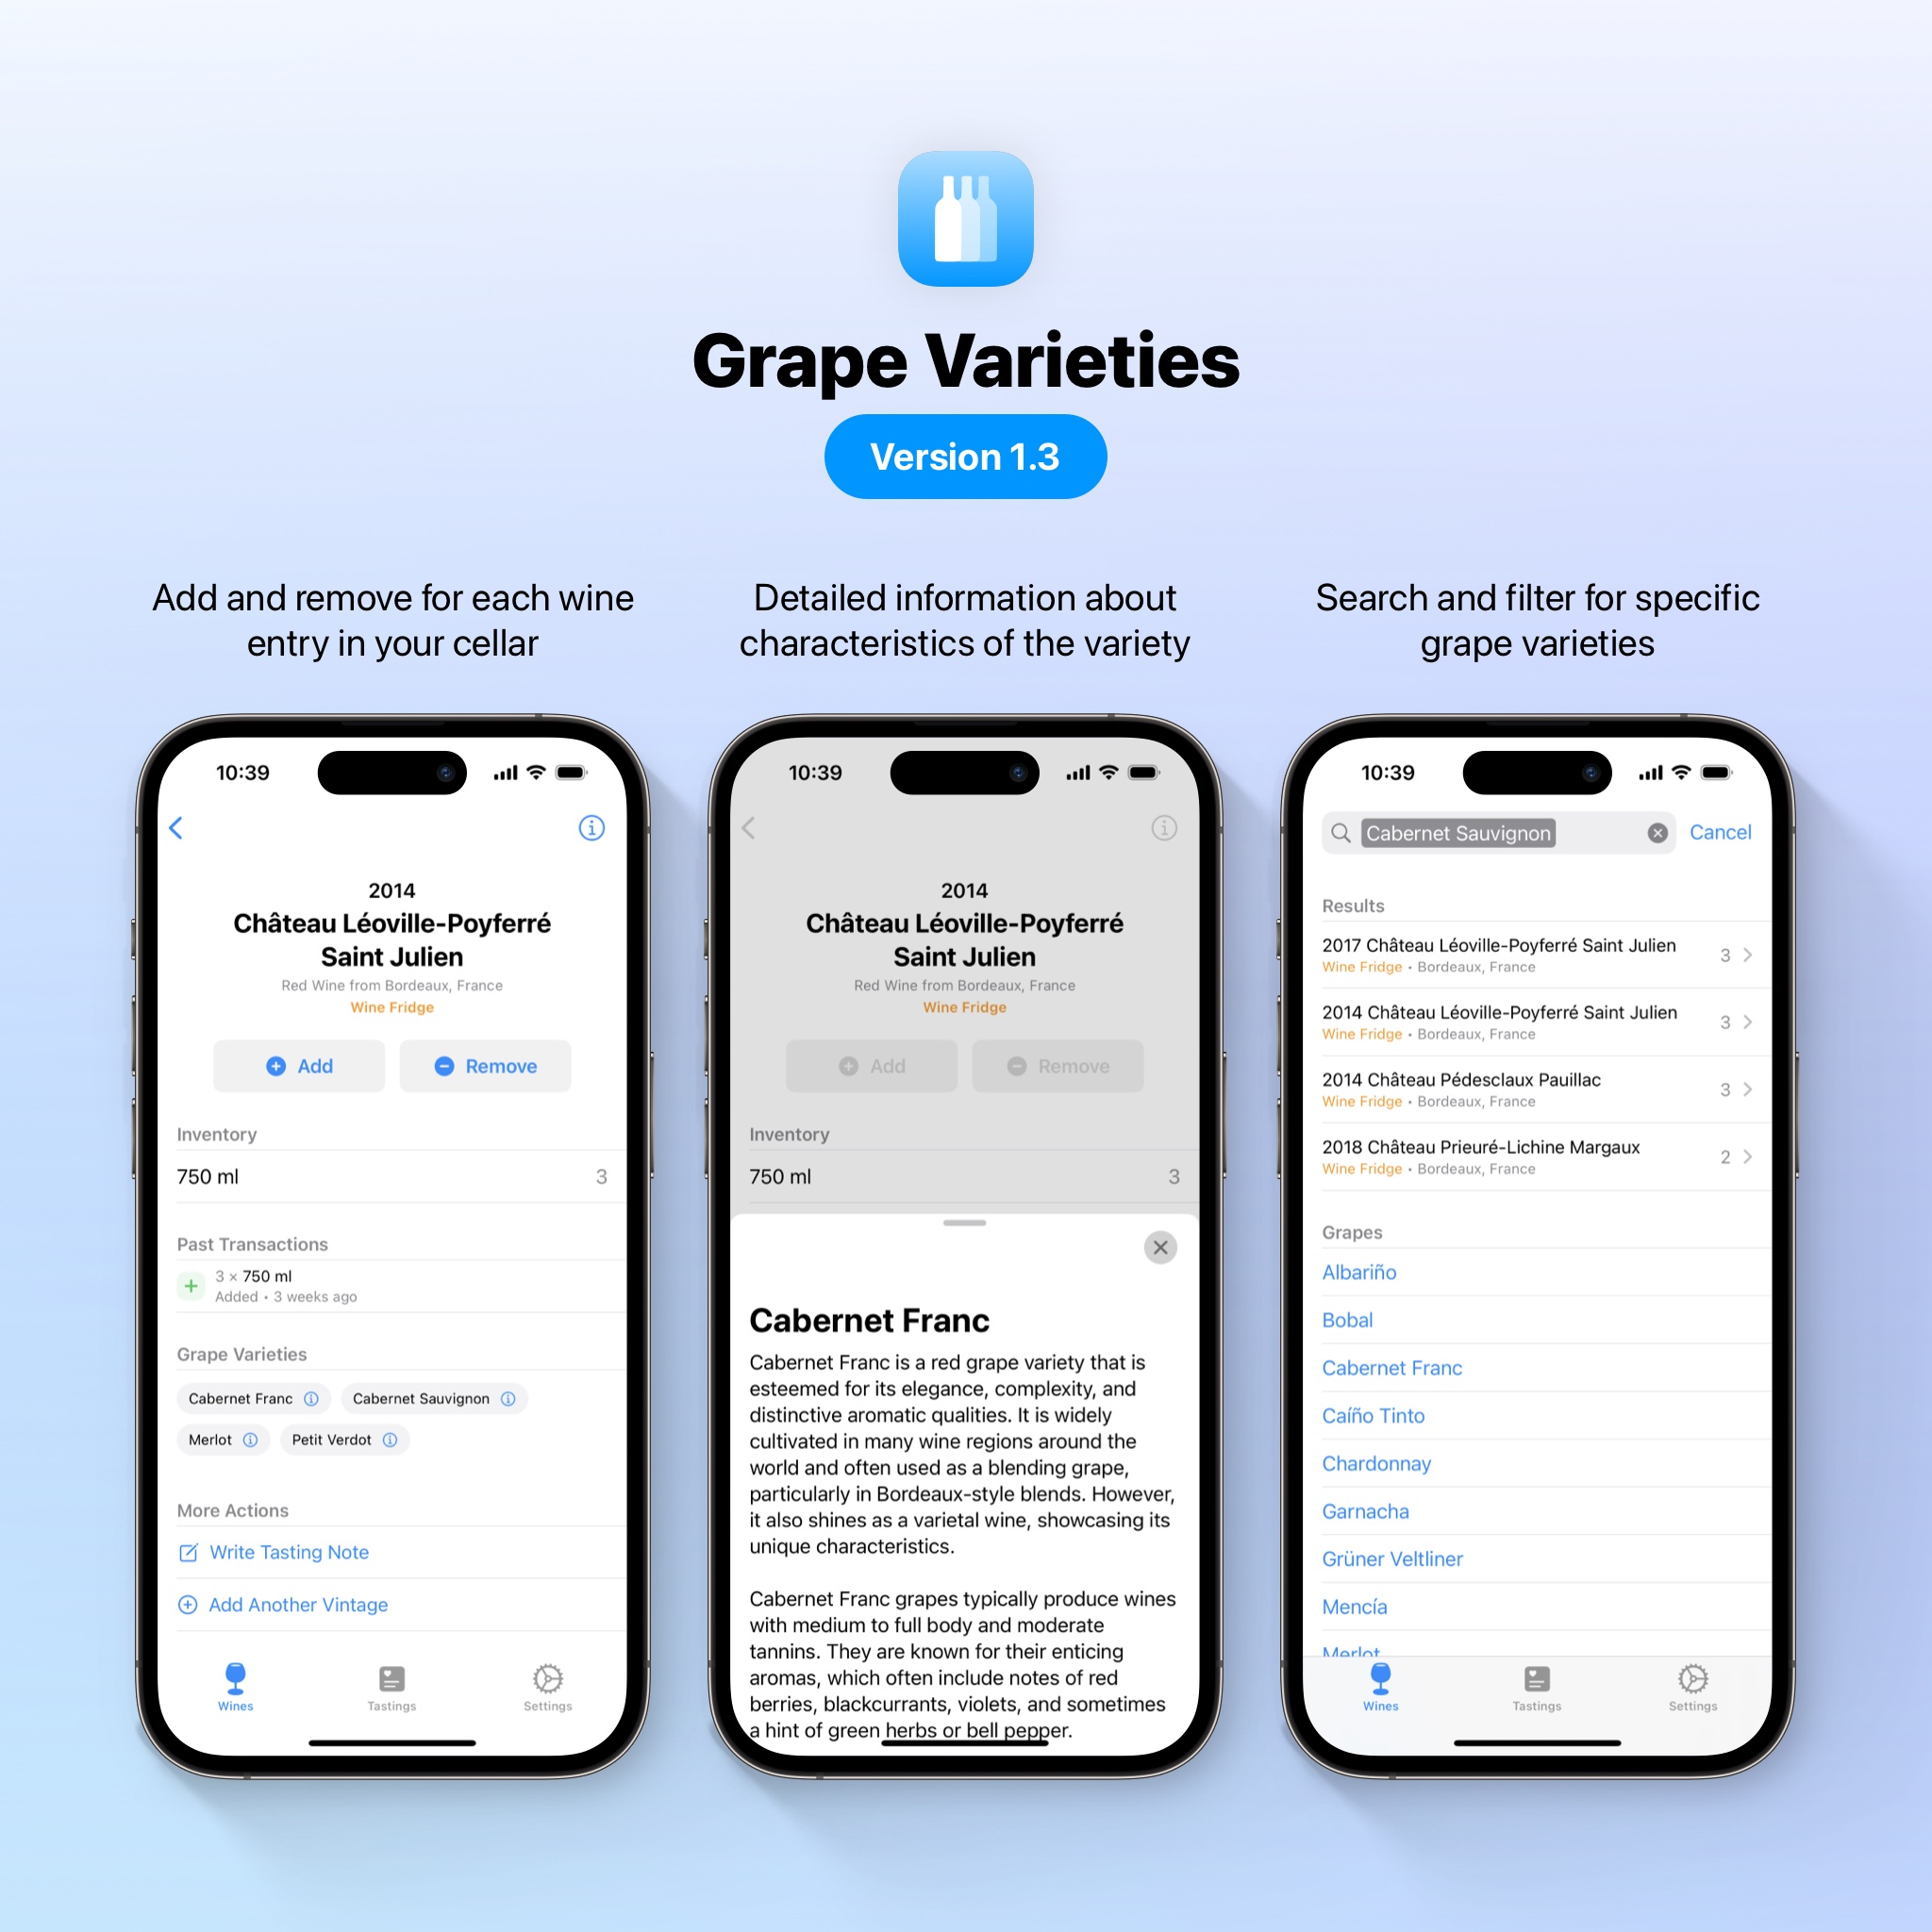 Grape Varieties
Version 1.3
Add and remove for each wine
entry in your cellar
10:39
2014
Château Léoville-Poyferré
Saint Julien
Red Wine from Bordeaux, France
Wine Fridge
Add
Remove
Inventory
750 ml 3
Past Transactions
3 × 750 ml
Added • 3 weeks ago
Grape Varieties
Cabernet Franc
Cabernet Sauvignon
Merlot
Petit Verdot
More Actions
Write Tasting Note
Add Another Vintage
Wines
Tastings
Settings
Detailed information about
characteristics of the variety
10:39
2014
Château Léoville-Poyferré
Saint Julien
Red Wine from Bordeaux, France
Wine Fridge
Add
Remove
Inventory
750 ml 3
Cabernet Franc
Cabernet Franc is a red grape variety that is
esteemed for its elegance, complexity, and
distinctive aromatic qualities. It is widely
cultivated in many wine regions around the
world and often used as a blending grape,
particularly in Bordeaux-style blends. However,
it also shines as a varietal wine, showcasing its
unique characteristics.
Cabernet Franc grapes typically produce wines
with medium to full body and moderate
tannins. They are known for their enticing
aromas, which often include notes of red
berries, blackcurrants, violets, and sometimes
a hint of green herbs or bell pepper.
Search and filter for specific
grape varieties
10:39
Cabernet Sauvignon
Cancel
Results
2017 Château Léoville-Poyferré Saint Julien 3
Wine Fridge • Bordeaux, France
2014 Château Léoville-Poyferré Saint Julien 3
Wine Fridge • Bordeaux, France
2014 Château Pédesclaux Pauillac 3
Wine Fridge • Bordeaux, France
2018 Château Prieuré-Lichine Margaux 2
Wine Fridge • Bordeaux, France
Grapes
Albariño
Bobal
Cabernet Franc
Caíño Tinto
Chardonnay
Garnacha
Grüner Veltliner
Mencía
Merlot
Wines
Tastings
Settings